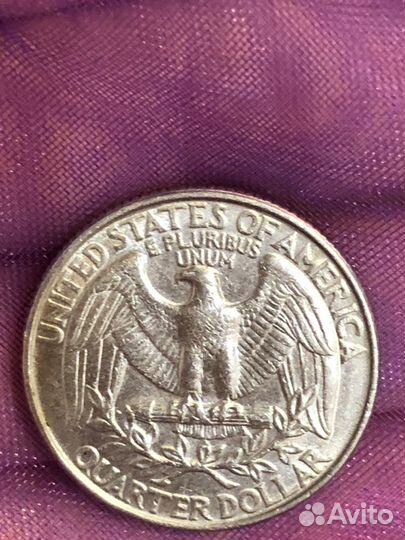 UNITED STATES OF AMERICA
E PLURIBUS
UNUM
QUARTER DOLLAR
Avito